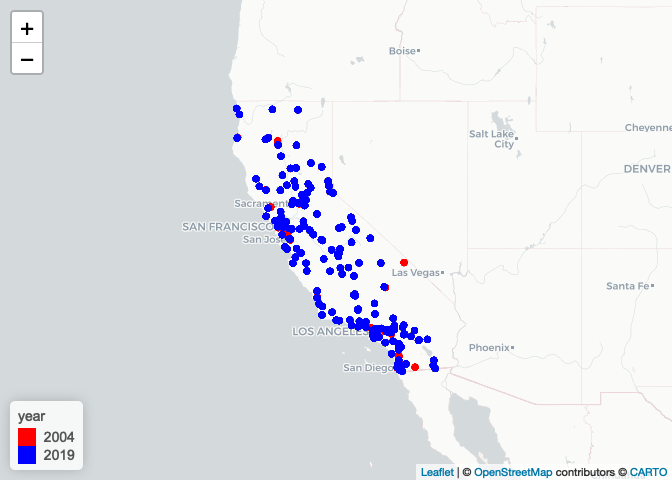 +
−
Boise
Salt Lake
City
Cheyenne
DENVER
Sacrament
SAN FRANCISCO
San Jose
Las Vegas
Santa Fe
LOS ANGELES
Phoenix
San Diego
year
2004
2019
Leaflet | © OpenStreetMap contributors © CARTO